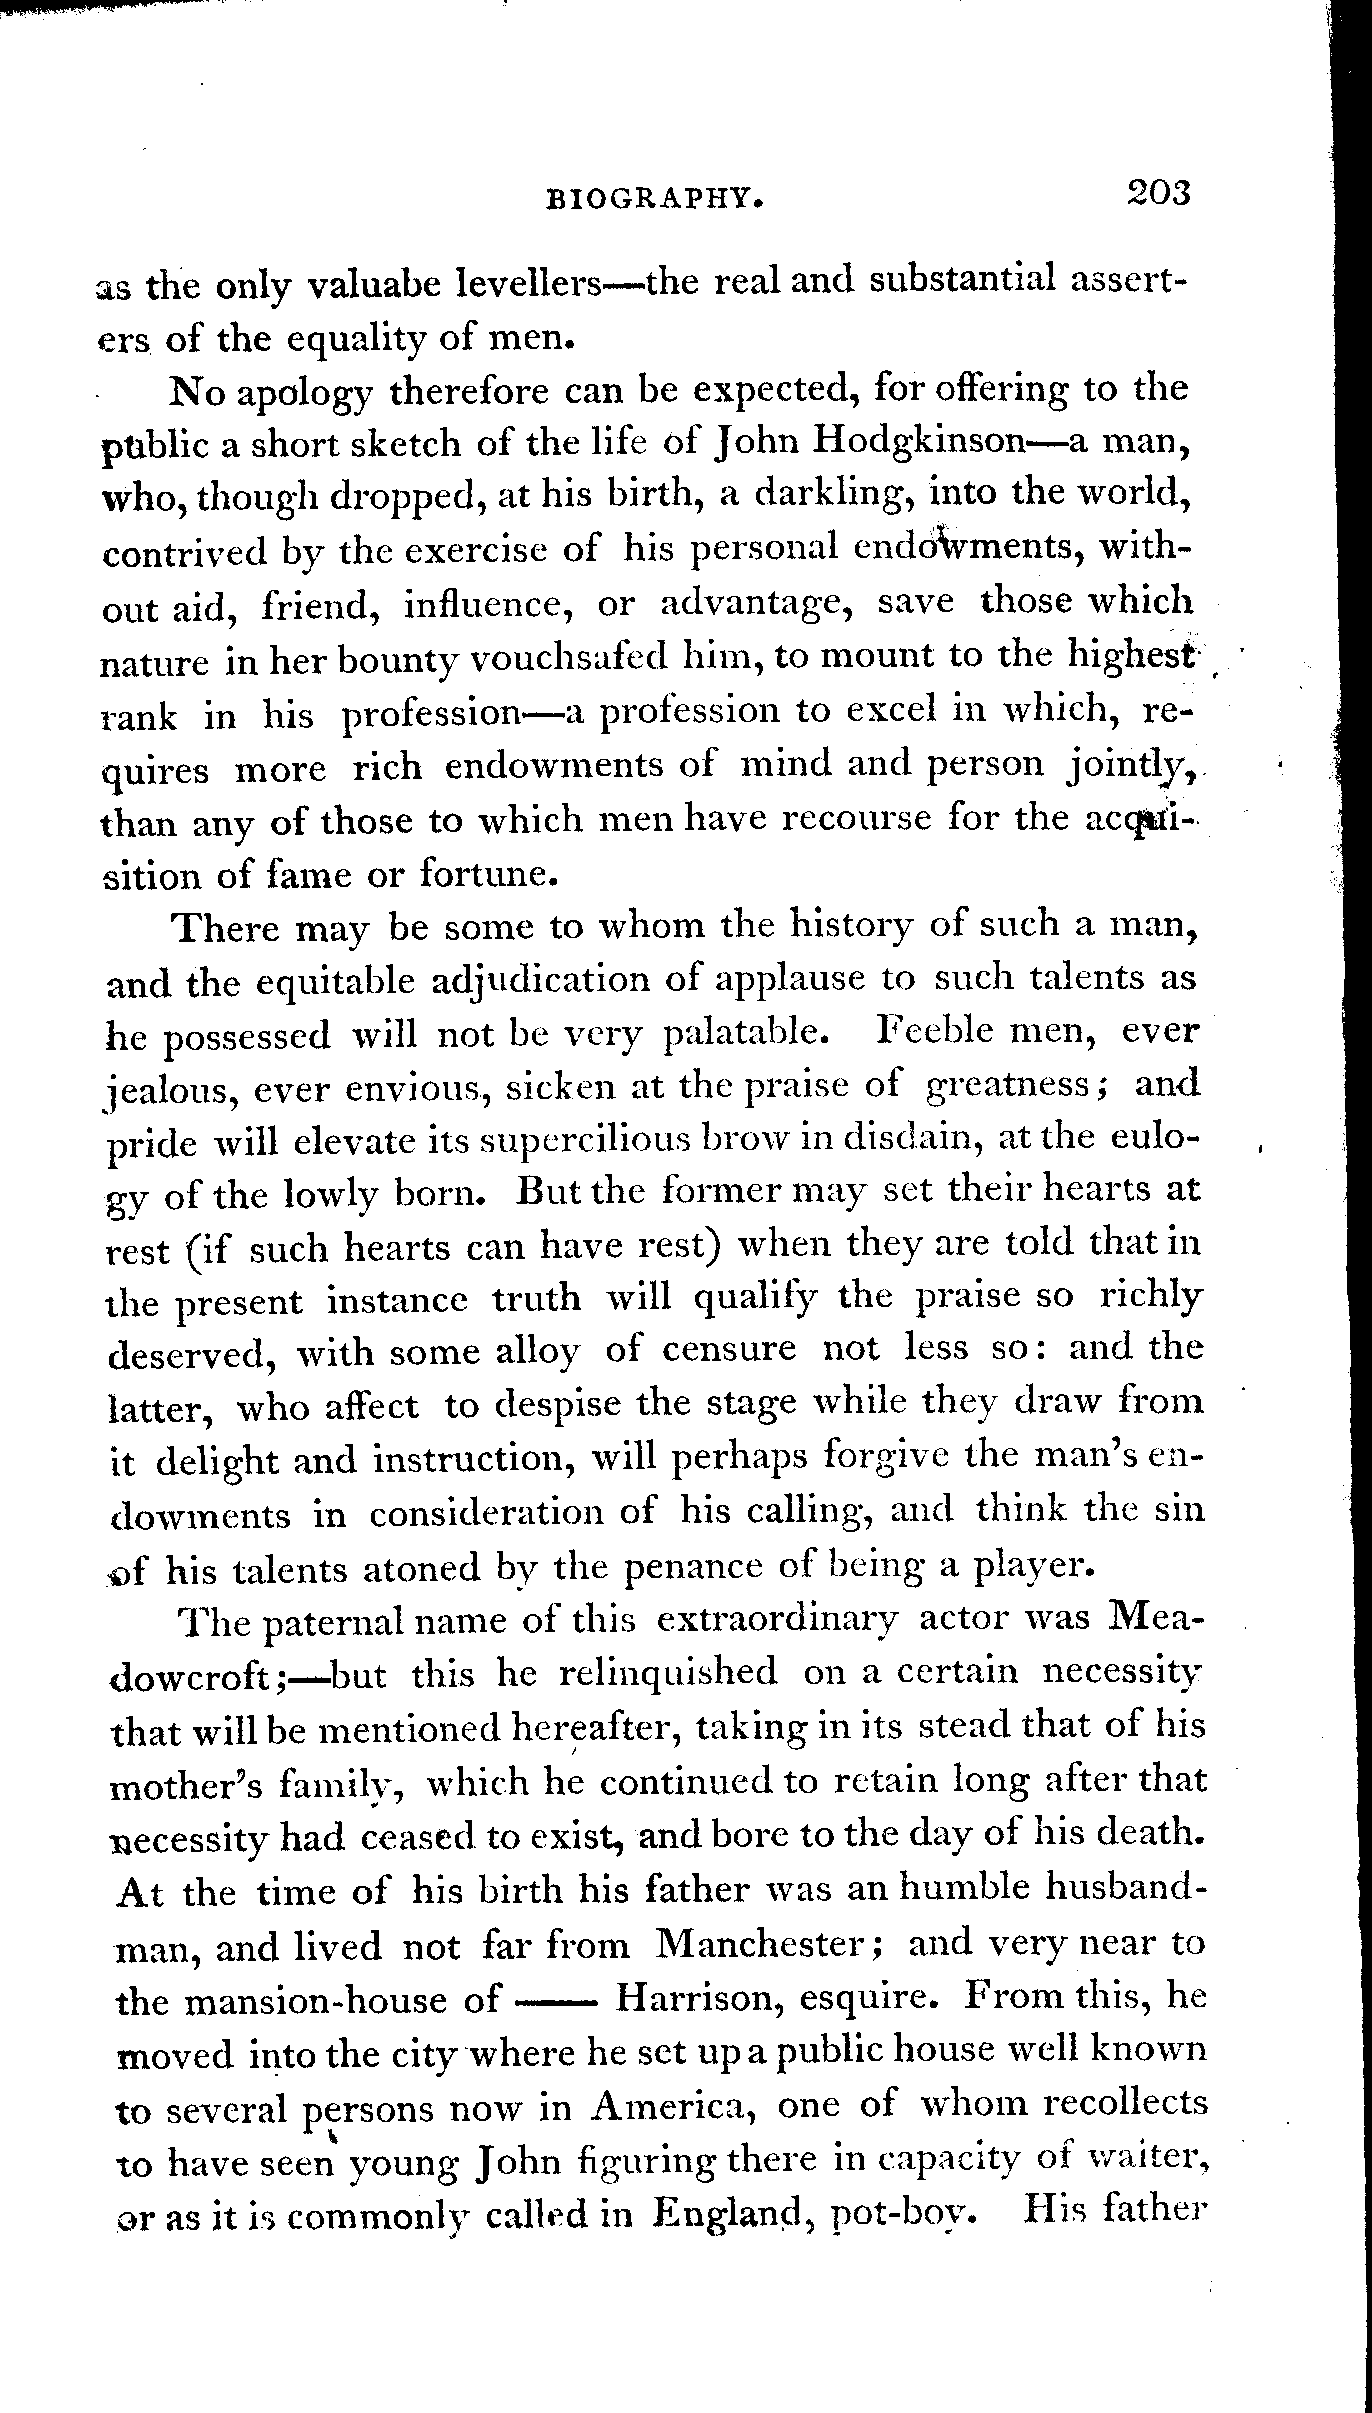 BIOGRAPHY. 203
as the only valuabe levellers—the real and substantial assert-
ers of the equality of men.
No apology therefore can be expected, for offering to the
public a short sketch of the life of John Hodgkinson—a man,
who, though dropped, at his birth, a darkling, into the world,
contrived by the exercise of his personal endowments, with-
out aid, friend, influence, or advantage, save those which
nature in her bounty vouchsafed him, to mount to the highest
rank in his profession—a profession to excel in which, re-
quires more rich endowments of mind and person jointly,
than any of those to which men have recourse for the acqui-
sition of fame or fortune.
There may be some to whom the history of such a man,
and the equitable adjudication of applause to such talents as
he possessed will not be very palatable. Feeble men, ever
jealous, ever envious, sicken at the praise of greatness; and
pride will elevate its supercilious brow in disdain, at the eulo-
gy of the lowly born. But the former may set their hearts at
rest (if such hearts can have rest) when they are told that in
the present instance truth will qualify the praise so richly
deserved, with some alloy of censure not less so: and the
latter, who affect to despise the stage while they draw from
it delight and instruction, will perhaps forgive the man's en-
dowments in consideration of his calling, and think the sin
of his talents atoned by the penance of being a player.
The paternal name of this extraordinary actor was Mea-
dowcroft;—but this he relinquished on a certain necessity
that will be mentioned hereafter, taking in its stead that of his
mother's family, which he continued to retain long after that
necessity had ceased to exist, and bore to the day of his death.
At the time of his birth his father was an humble husband-
man, and lived not far from Manchester; and very near to
the mansion-house of —— Harrison, esquire. From this, he
moved into the city where he set up a public house well known
to several persons now in America, one of whom recollects
to have seen young John figuring there in capacity of waiter,
or as it is commonly called in England, pot-boy. His father